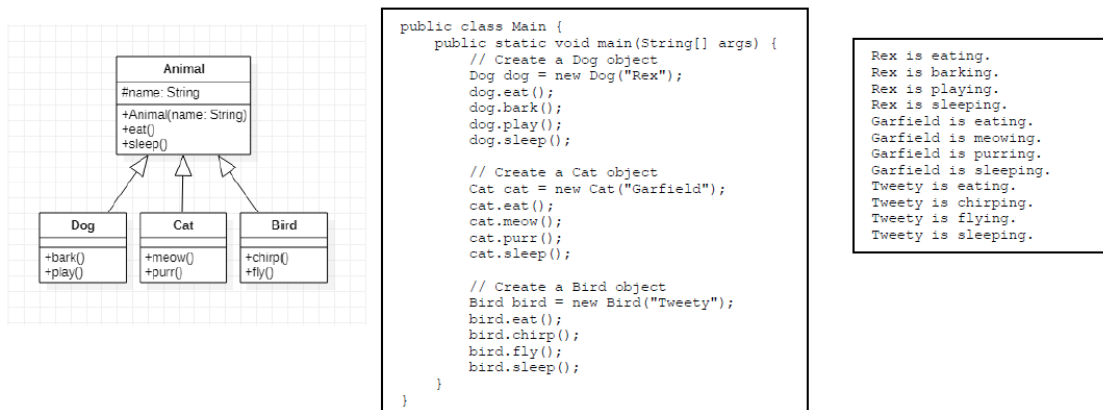 Animal
#name: String
+Animal(name: String)
+eat()
+sleep()
Dog
+bark()
+play()
Cat
+meow()
+purr()
Bird
+chirp()
+fly()
public class Main {
    public static void main(String[] args) {
        // Create a Dog object
        Dog dog = new Dog("Rex");
        dog.eat();
        dog.bark();
        dog.play();
        dog.sleep();

        // Create a Cat object
        Cat cat = new Cat("Garfield");
        cat.eat();
        cat.meow();
        cat.purr();
        cat.sleep();

        // Create a Bird object
        Bird bird = new Bird("Tweety");
        bird.eat();
        bird.chirp();
        bird.fly();
        bird.sleep();
    }
}
Rex is eating.
Rex is barking.
Rex is playing.
Rex is sleeping.
Garfield is eating.
Garfield is meowing.
Garfield is purring.
Garfield is sleeping.
Tweety is eating.
Tweety is chirping.
Tweety is flying.
Tweety is sleeping.